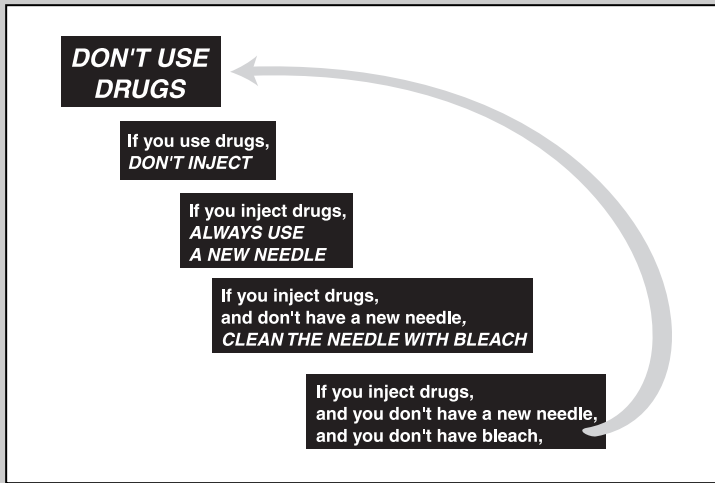 DON'T USE
DRUGS
If you use drugs,
DON'T INJECT
If you inject drugs,
ALWAYS USE
A NEW NEEDLE
If you inject drugs,
and don't have a new needle,
CLEAN THE NEEDLE WITH BLEACH
If you inject drugs,
and you don't have a new needle,
and you don't have bleach,